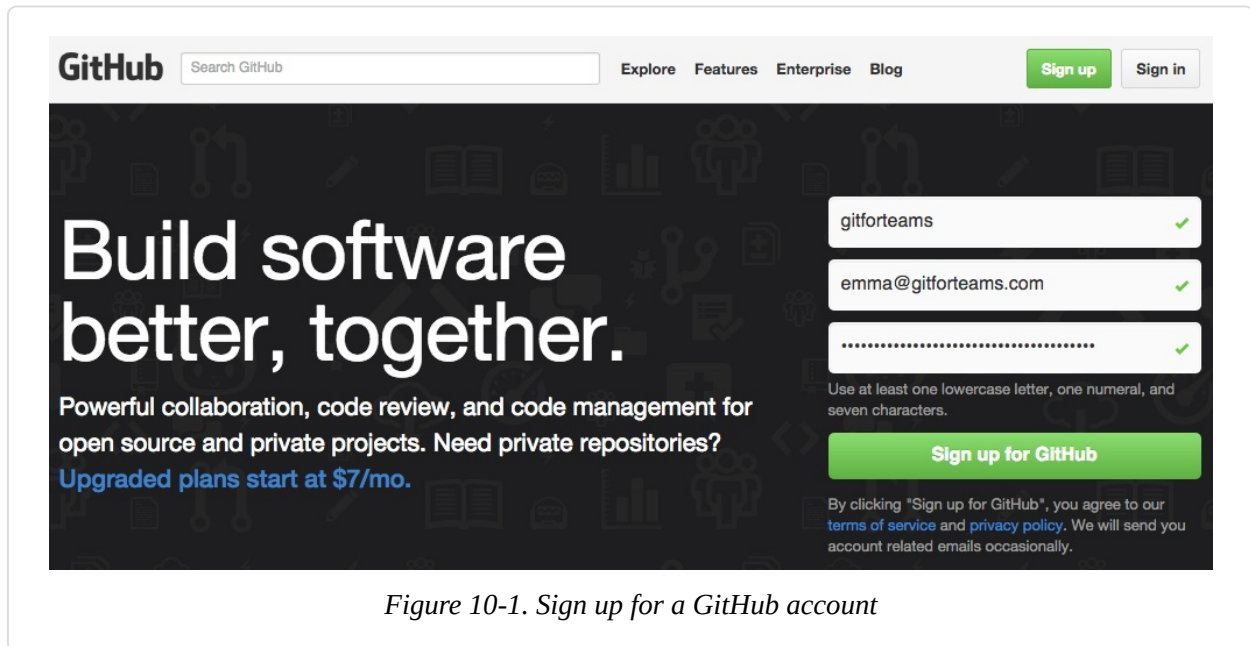 GitHub
Search GitHub
Explore Features Enterprise Blog
Sign up
Sign in
Build software
better, together.
Powerful collaboration, code review, and code management for
open source and private projects. Need private repositories?
Upgraded plans start at $7/mo.
gitforteams
emma@gitforteams.com
Use at least one lowercase letter, one numeral, and
seven characters.
Sign up for GitHub
By clicking "Sign up for GitHub", you agree to our
terms of service and privacy policy. We will send you
account related emails occasionally.
Figure 10-1. Sign up for a GitHub account